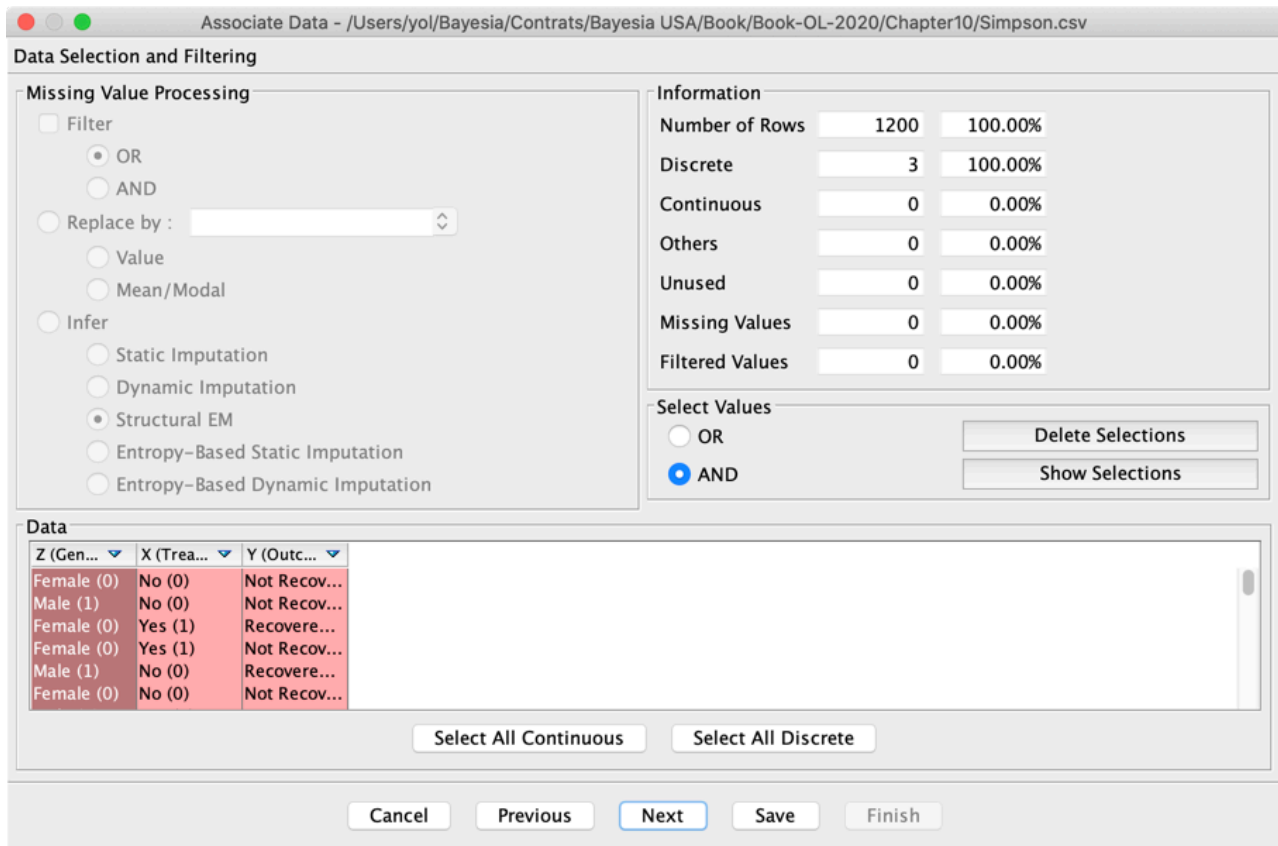 Associate Data - /Users/yol/Bayesia/Contrats/Bayesia USA/Book/Book-OL-2020/Chapter10/Simpson.csv
Data Selection and Filtering
Missing Value Processing
Filter
OR
AND
Replace by :
Value
Mean/Modal
Infer
Static Imputation
Dynamic Imputation
Structural EM
Entropy-Based Static Imputation
Entropy-Based Dynamic Imputation
Information
Number of Rows 1200 100.00%
Discrete 3 100.00%
Continuous 0 0.00%
Others 0 0.00%
Unused 0 0.00%
Missing Values 0 0.00%
Filtered Values 0 0.00%
Select Values
OR Delete Selections
AND Show Selections
Data
Z (Gen... X (Trea... Y (Outc...
Female (0) No (0) Not Recov...
Male (1) No (0) Not Recov...
Female (0) Yes (1) Recovere...
Female (0) Yes (1) Not Recov...
Male (1) No (0) Recovere...
Female (0) No (0) Not Recov...
Select All Continuous Select All Discrete
Cancel Previous Next Save Finish